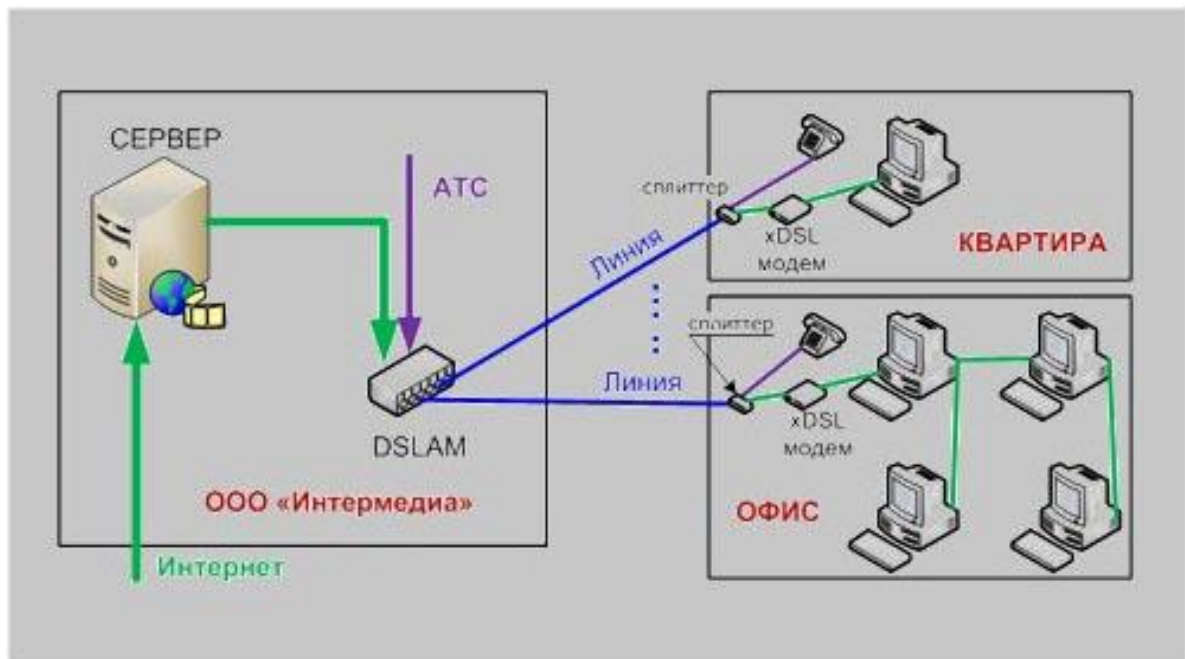 СЕРВЕР
АТС
DSLAM
ООО «Интермедиа»
Интернет
Линия
Линия
сплиттер
xDSL
модем
КВАРТИРА
сплиттер
xDSL
модем
ОФИС